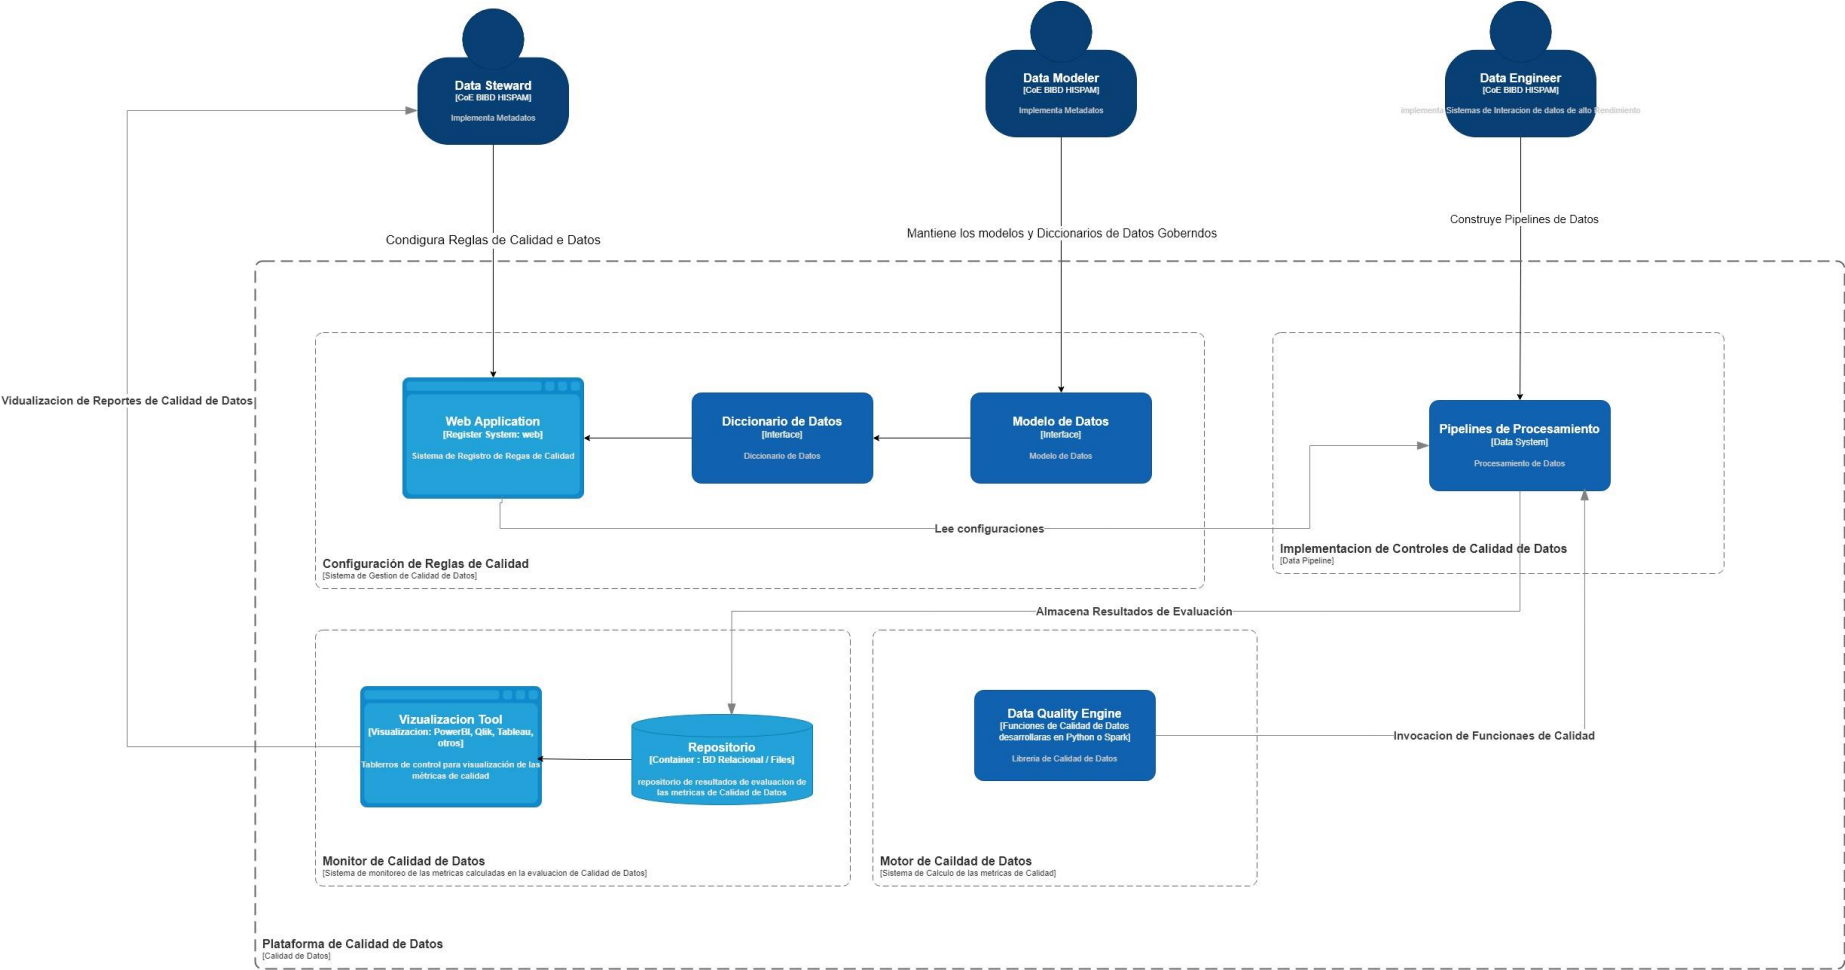 Data Steward
[CoE BIBD HISPAM]
Implementa Metadatos
Data Modeler
[CoE BIBD HISPAM]
Implementa Metadatos
Data Engineer
[CoE BIBD HISPAM]
implementa Sistemas de Interacion de datos de alto Rendimiento
Condigura Reglas de Calidad e Datos
Mantiene los modelos y Diccionarios de Datos Goberndos
Construye Pipelines de Datos
Vidualizacion de Reportes de Calidad de Datos
Web Application
[Register System: web]
Sistema de Registro de Regas de Calidad
Diccionario de Datos
[Interface]
Diccionario de Datos
Modelo de Datos
[Interface]
Modelo de Datos
Pipelines de Procesamiento
[Data System]
Procesamiento de Datos
Lee configuraciones
Configuración de Reglas de Calidad
[Sistema de Gestion de Calidad de Datos]
Implementacion de Controles de Calidad de Datos
[Data Pipeline]
Almacena Resultados de Evaluación
Vizualizacion Tool
[Visualizacion: PowerBI, Qlik, Tableau,
otros]
Tablerros de control para visualización de las
métricas de calidad
Repositorio
[Container : BD Relacional / Files]
repositorio de resultados de evaluacion de
las metricas de Calidad de Datos
Data Quality Engine
[Funciones de Calidad de Datos
desarrollaras en Python o Spark]
Libreria de Calidad de Datos
Invocacion de Funcionaes de Calidad
Monitor de Calidad de Datos
[Sistema de monitoreo de las metricas calculadas en la evaluacion de Calidad de Datos]
Motor de Caildad de Datos
[Sistema de Calculo de las metricas de Calidad]
Plataforma de Calidad de Datos
[Calidad de Datos]